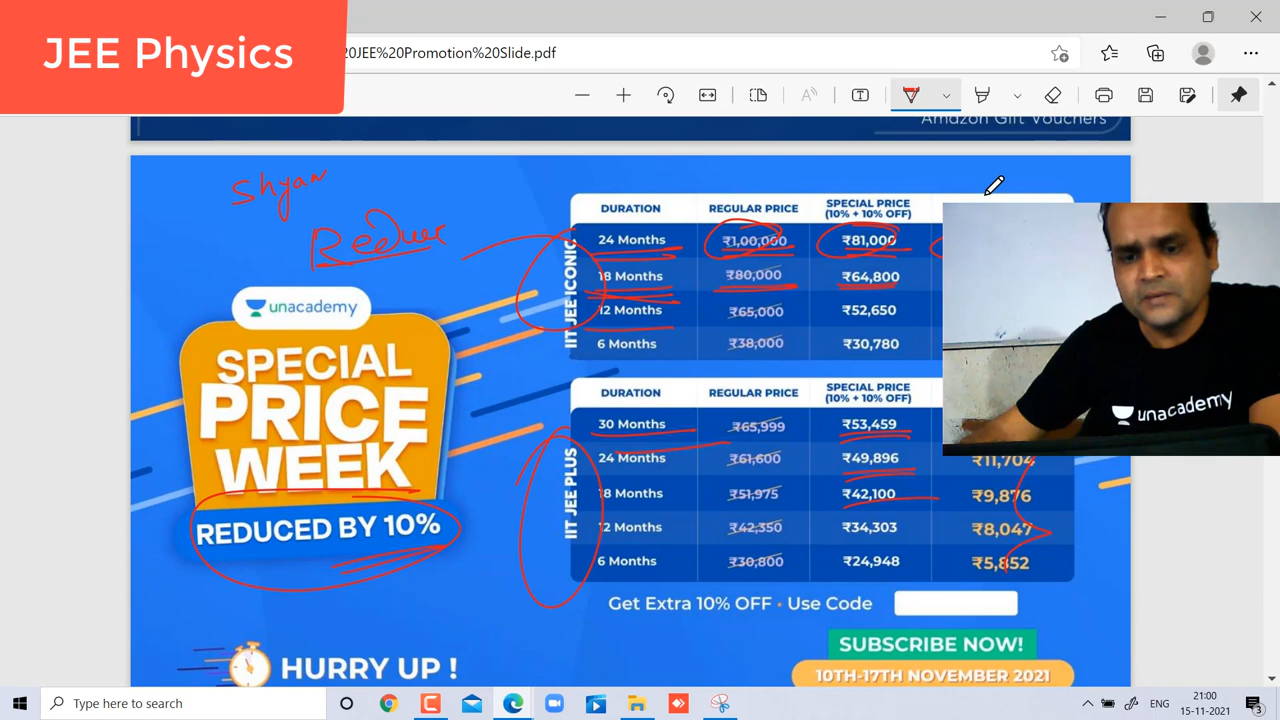 JEE Physics
20JEE%20Promotion%20Slide.pdf
Amazon Gift Vouchers
Shyam
unacademy
SPECIAL
PRICE
WEEK
REDUCED BY 10%
HURRY UP !
IIT JEE ICONIC
DURATION REGULAR PRICE SPECIAL PRICE (10% + 10% OFF)
24 Months ₹1,00,000 ₹81,000
18 Months ₹80,000 ₹64,800
12 Months ₹65,000 ₹52,650
6 Months ₹38,000 ₹30,780
IIT JEE PLUS
DURATION REGULAR PRICE SPECIAL PRICE (10% + 10% OFF)
30 Months ₹65,999 ₹53,459
24 Months ₹61,600 ₹49,896 ₹11,704
18 Months ₹51,975 ₹42,100 ₹9,876
12 Months ₹42,350 ₹34,303 ₹8,047
6 Months ₹30,800 ₹24,948 ₹5,852
Get Extra 10% OFF · Use Code
SUBSCRIBE NOW!
10TH-17TH NOVEMBER 2021
unacademy
Type here to search
ENG
21:00
15-11-2021
3